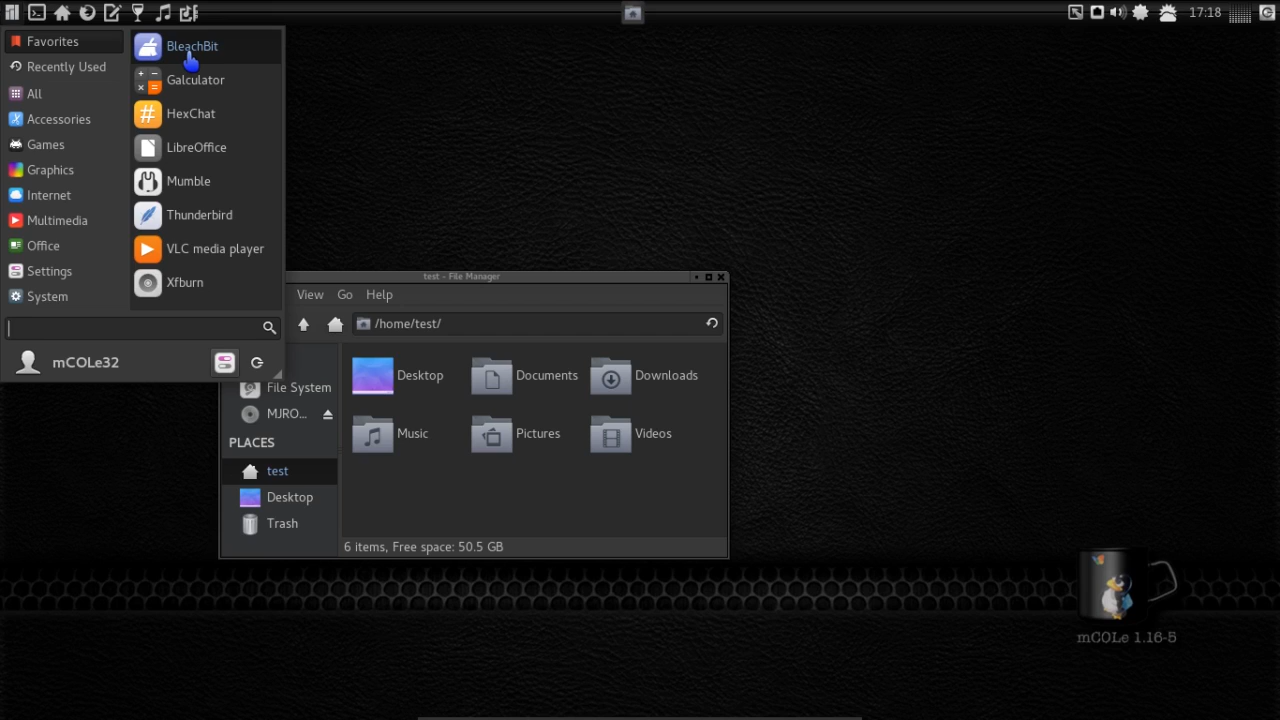 17:18
Favorites
Recently Used
All
Accessories
Games
Graphics
Internet
Multimedia
Office
Settings
System
BleachBit
Galculator
HexChat
LibreOffice
Mumble
Thunderbird
VLC media player
Xfburn
mCOLe32
test - File Manager
View Go Help
/home/test/
File System
MJRO...
PLACES
test
Desktop
Trash
Desktop Documents Downloads
Music Pictures Videos
6 items, Free space: 50.5 GB
mCOLe 1.16-5